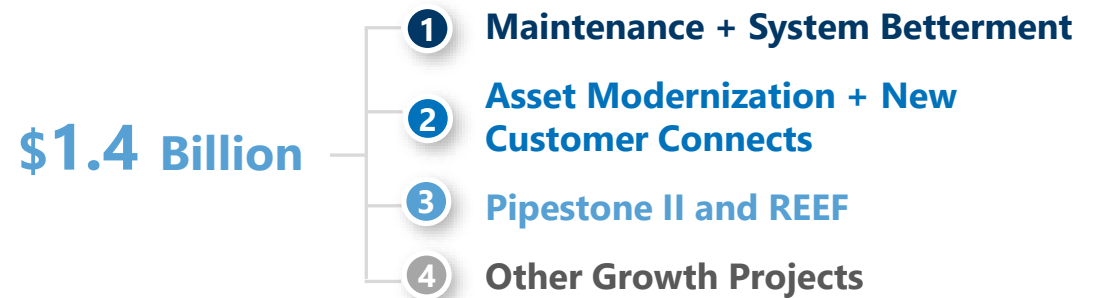 $1.4 Billion
1 Maintenance + System Betterment
2 Asset Modernization + New
Customer Connects
3 Pipestone II and REEF
4 Other Growth Projects